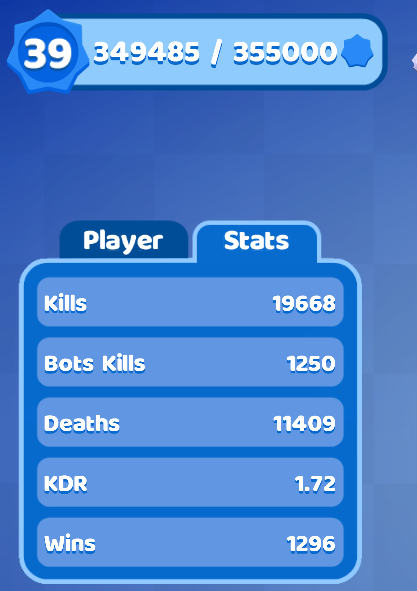 39 349485 / 355000
Player Stats
Kills 19668
Bots Kills 1250
Deaths 11409
KDR 1.72
Wins 1296